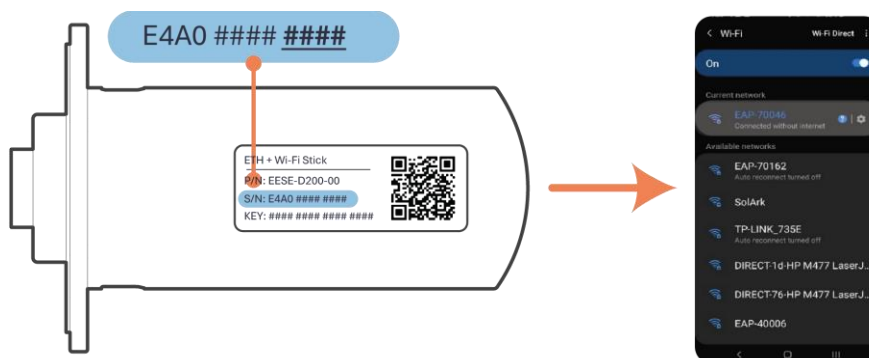 E4A0 #### ####
ETH + Wi-Fi Stick
P/N: EESE-D200-00
S/N: E4A0 #### ####
KEY: #### #### #### ####
Wi-Fi
Wi-Fi Direct
On
Current network
EAP-70046
Connected without internet
Available networks
EAP-70162
Auto reconnect turned off
SolArk
TP-LINK_735E
Auto reconnect turned off
DIRECT-1d-HP M477 LaserJ..
DIRECT-76-HP M477 LaserJ..
EAP-40006